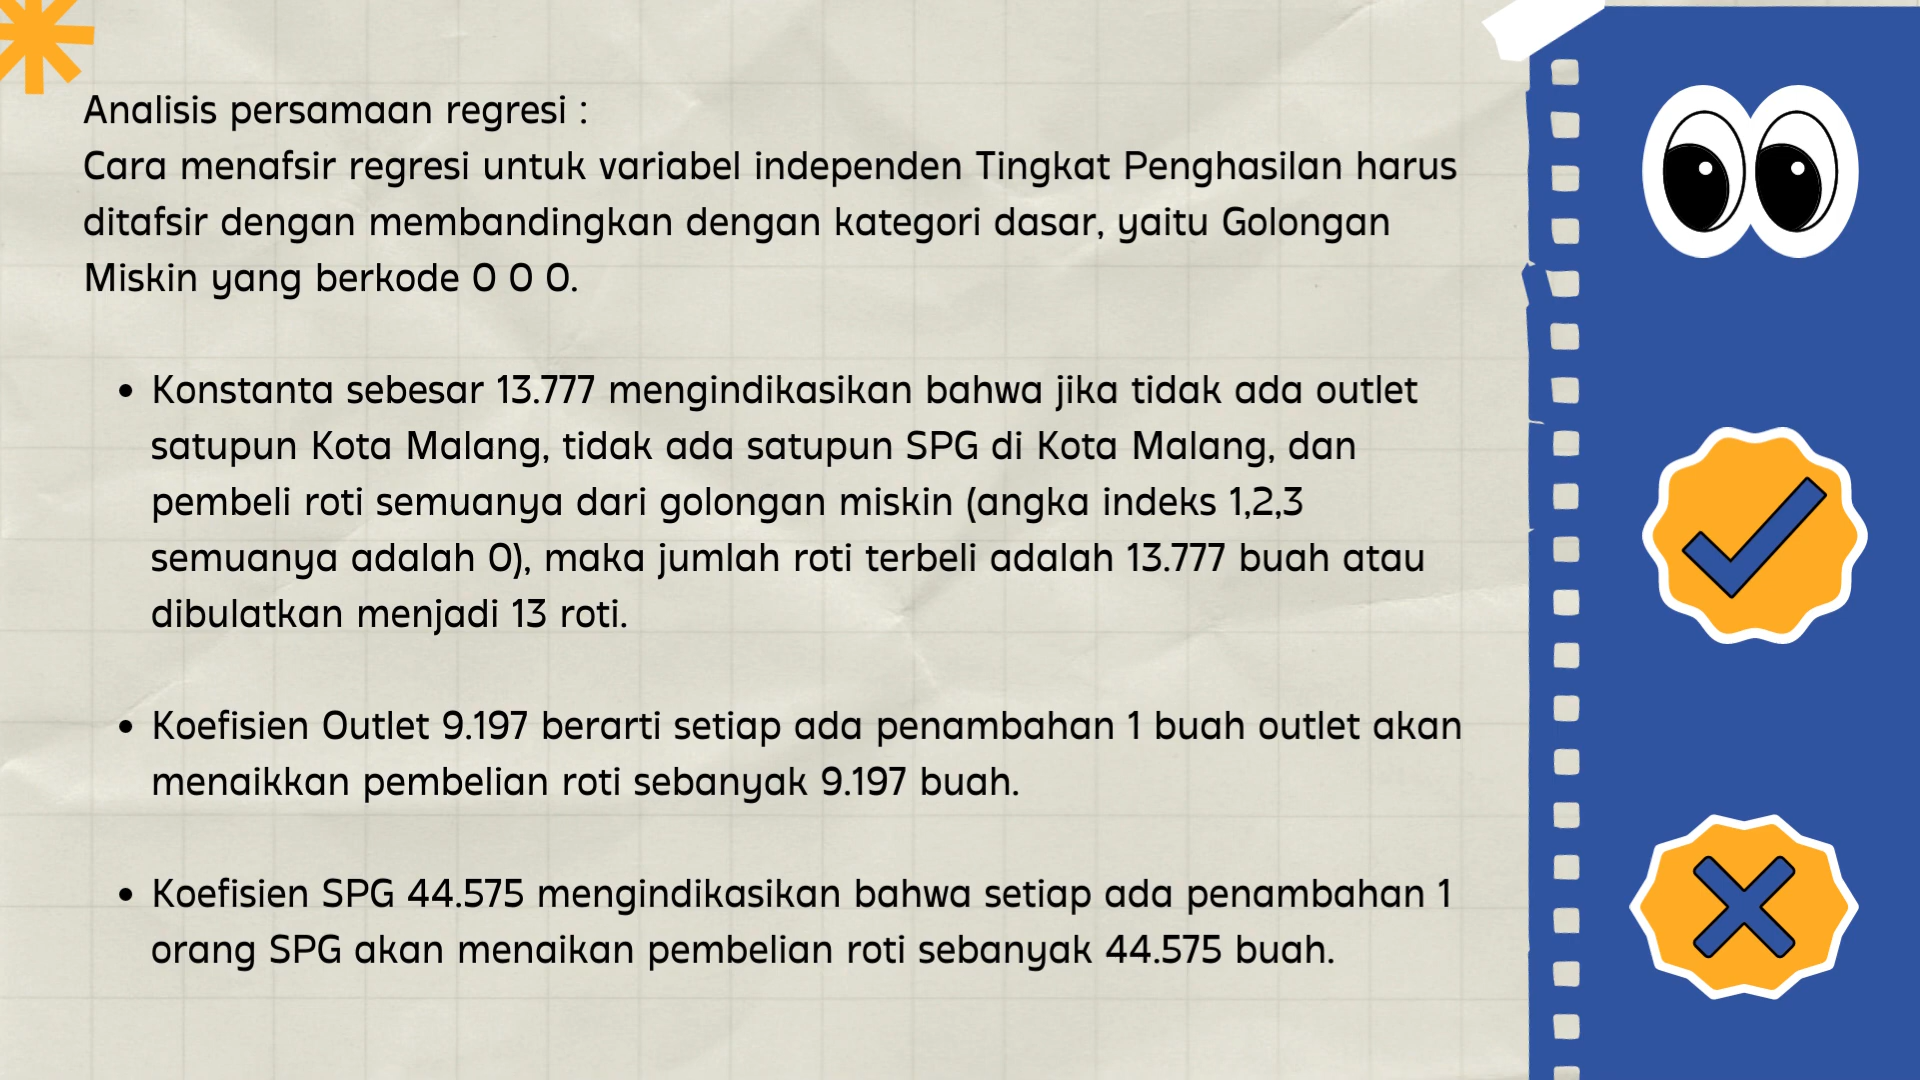 Analisis persamaan regresi :
Cara menafsir regresi untuk variabel independen Tingkat Penghasilan harus
ditafsir dengan membandingkan dengan kategori dasar, yaitu Golongan
Miskin yang berkode 0 0 0.
• Konstanta sebesar 13.777 mengindikasikan bahwa jika tidak ada outlet
satupun Kota Malang, tidak ada satupun SPG di Kota Malang, dan
pembeli roti semuanya dari golongan miskin (angka indeks 1,2,3
semuanya adalah 0), maka jumlah roti terbeli adalah 13.777 buah atau
dibulatkan menjadi 13 roti.
• Koefisien Outlet 9.197 berarti setiap ada penambahan 1 buah outlet akan
menaikkan pembelian roti sebanyak 9.197 buah.
• Koefisien SPG 44.575 mengindikasikan bahwa setiap ada penambahan 1
orang SPG akan menaikan pembelian roti sebanyak 44.575 buah.